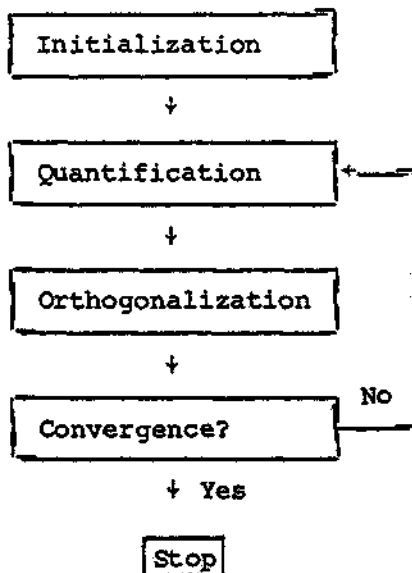 Initialization
Quantification
Orthogonalization
No
Convergence?
Yes
Stop